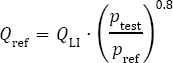 Q_ref = Q_LI · (p_test / p_ref)^0.8